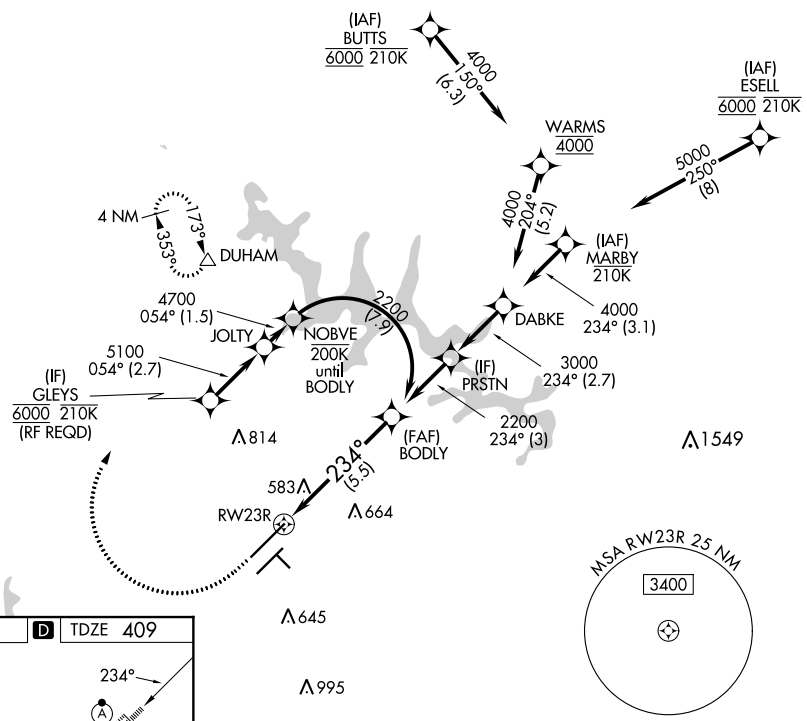 (IAF)
BUTTS
6000 210K
4000
150°
(6.3)
(IAF)
ESELL
6000 210K
5000
250°
(8)
WARMS
4000
4000
204°
(5.2)
(IAF)
MARBY
210K
4000
234° (3.1)
4 NM
173°
353°
DUHAM
DABKE
3000
234° (2.7)
4700
054° (1.5)
JOLTY
NOBVE
200K
until
BODLY
2200
(7.9)
(IF)
PRSTN
2200
234° (3)
5100
054° (2.7)
(IF)
GLEYS
6000 210K
(RF REQD)
(FAF)
BODLY
814
1549
234°
(5.5)
583
664
RW23R
MSA RW23R 25 NM
3400
645
D TDZE 409
234°
A
995